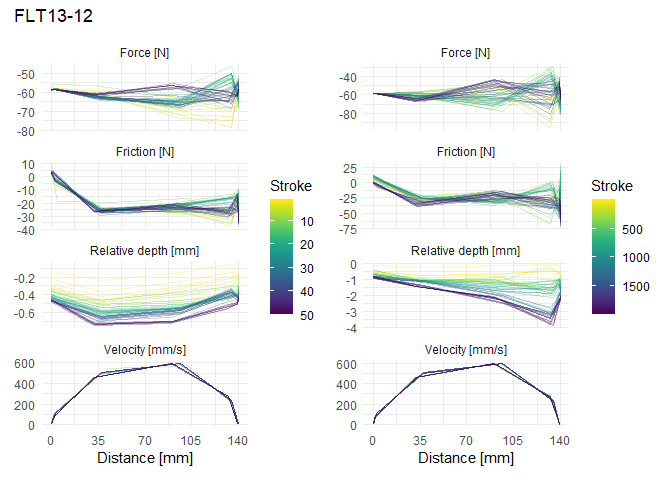 FLT13-12
Force [N]
-50
-60
-70
-80
Friction [N]
10
0
-10
-20
-30
-40
Relative depth [mm]
-0.2
-0.4
-0.6
Velocity [mm/s]
600
400
200
0
0 35 70 105 140
Distance [mm]
Stroke
10
20
30
40
50
Force [N]
-40
-60
-80
Friction [N]
25
0
-25
-50
-75
Relative depth [mm]
0
-1
-2
-3
-4
Velocity [mm/s]
600
400
200
0
0 35 70 105 140
Distance [mm]
Stroke
500
1000
1500